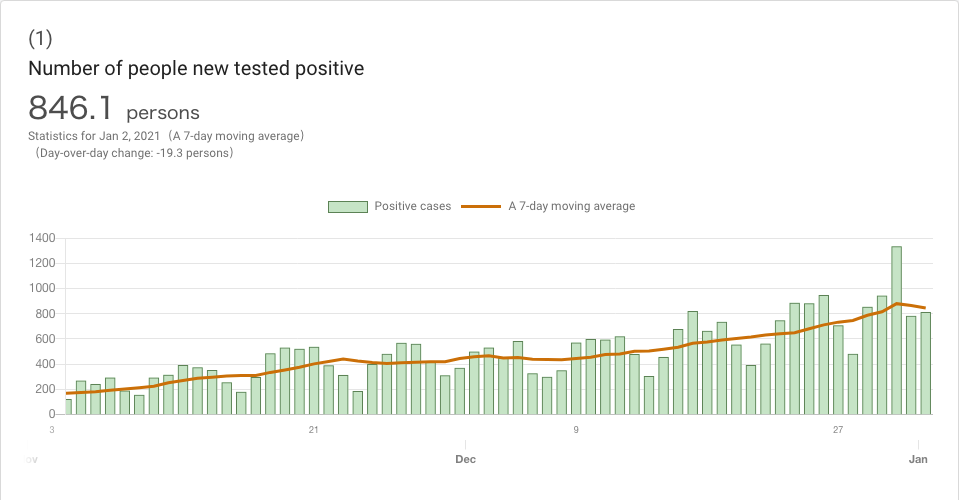 (1)
Number of people new tested positive
846.1 persons
Statistics for Jan 2, 2021 （A 7-day moving average）
（Day-over-day change: -19.3 persons）
Positive cases A 7-day moving average
1400
1200
1000
800
600
400
200
0
3 21 9 27
Dec Jan